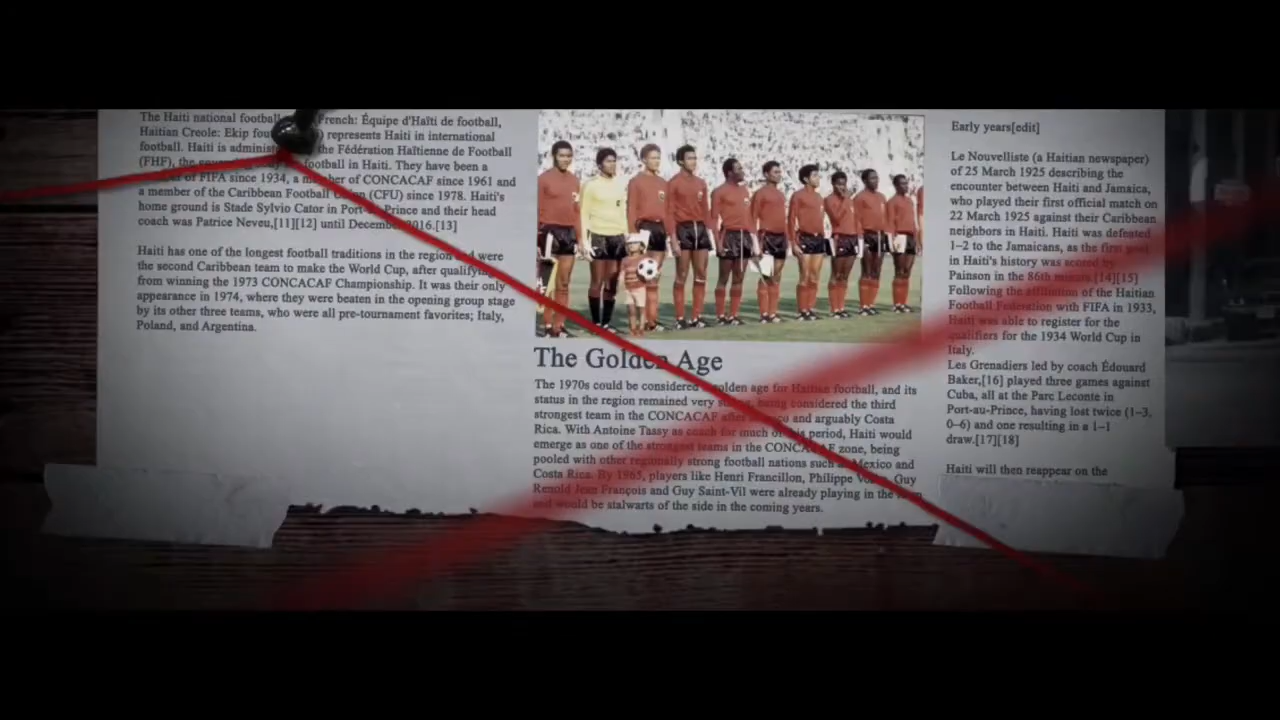 The Haiti national football French: Équipe d'Haïti de football,
Haitian Creole: Ekip represents Haiti in international
football. Haiti is the Fédération Haïtienne de Football
(FHF), the football in Haiti. They have been a
of FIFA since 1934, a of CONCACAF since 1961 and
a member of the Caribbean Football (CFU) since 1978. Haiti's
home ground is Stade Sylvio Cator in Prince and their head
coach was Patrice Neveu,[11][12] until
Haiti has one of the longest football traditions in the region and were
the second Caribbean team to make the World Cup, after qualifying
from winning the 1973 CONCACAF Championship. It was their only
appearance in 1974, where they were beaten in the opening group stage
by its other three teams, who were all pre-tournament favorites; Italy,
Poland, and Argentina.
The Golden Age
The 1970s could be considered golden age for Haitian football, and its
status in the region remained very being considered the third
strongest team in the CONCACAF after and arguably Costa
Rica. With Antoine Tassy as coach for much of period, Haiti would
emerge as one of the strongest teams in the CONCACAF zone, being
pooled with other regionally strong football nations such Mexico and
Costa Rica. By 1965, players like Henri Francillon, Philippe Guy
Renold Jean François and Guy Saint-Vil were already playing in the
and would be stalwarts of the side in the coming years.
Early years[edit]
Le Nouvelliste (a Haitian newspaper)
of 25 March 1925 describing the
encounter between Haiti and Jamaica,
who played their first official match on
22 March 1925 against their Caribbean
neighbors in Haiti. Haiti was defeated
1–2 to the Jamaicans, as the first goal
in Haiti's history was scored by
Painson in the 86th minute.[14][15]
Following the affiliation of the Haitian
Football Federation with FIFA in 1933,
Haiti was able to register for the
qualifiers for the 1934 World Cup in
Italy.
Les Grenadiers led by coach Édouard
Baker,[16] played three games against
Cuba, all at the Parc Leconte in
Port-au-Prince, having lost twice (1–3,
0–6) and one resulting in a 1–1
draw.[17][18]
Haiti will then reappear on the